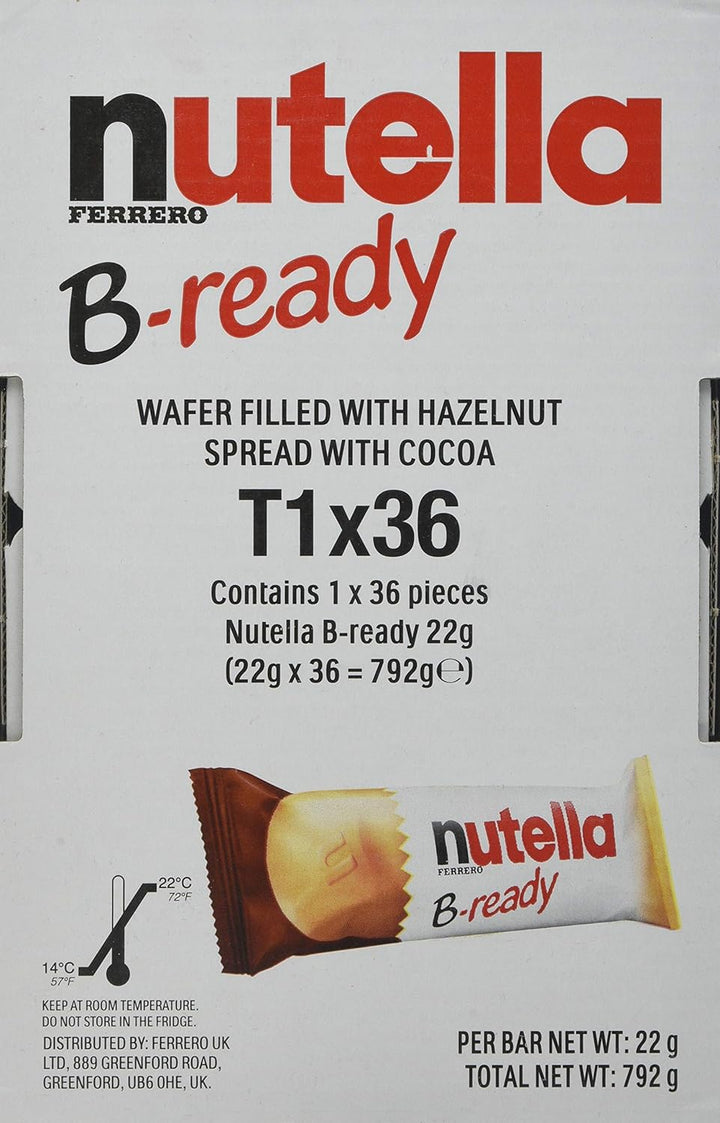 nutella
FERRERO
B-ready
WAFER FILLED WITH HAZELNUT
SPREAD WITH COCOA
T1x36
Contains 1 x 36 pieces
Nutella B-ready 22g
(22g x 36 = 792g℮)
nutella
FERRERO
B-ready
22°C
72°F
14°C
57°F
KEEP AT ROOM TEMPERATURE.
DO NOT STORE IN THE FRIDGE.
DISTRIBUTED BY: FERRERO UK
LTD, 889 GREENFORD ROAD,
GREENFORD, UB6 0HE, UK.
PER BAR NET WT: 22 g
TOTAL NET WT: 792 g